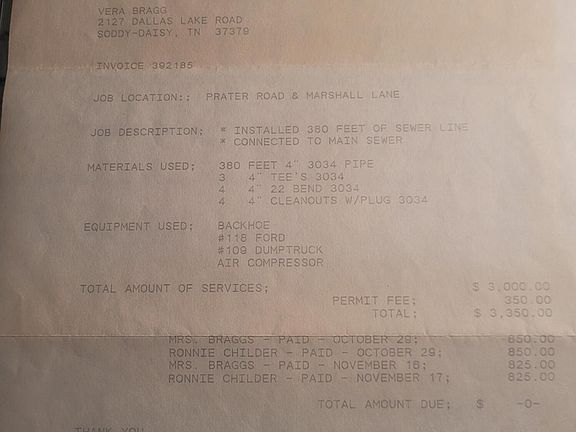 VERA BRAGG
2127 DALLAS LAKE ROAD
SODDY-DAISY, TN 37379
INVOICE 392185
JOB LOCATION:; PRATER ROAD & MARSHALL LANE
JOB DESCRIPTION; * INSTALLED 380 FEET OF SEWER LINE
* CONNECTED TO MAIN SEWER
MATERIALS USED; 380 FEET 4" 3034 PIPE
3 4" TEE'S 3034
4 4" 22 BEND 3034
4 4" CLEANOUTS W/PLUG 3034
EQUIPMENT USED; BACKHOE
#118 FORD
#109 DUMPTRUCK
AIR COMPRESSOR
TOTAL AMOUNT OF SERVICES; $ 3,000.00
PERMIT FEE; 350.00
TOTAL; $ 3,350.00
MRS. BRAGGS - PAID - OCTOBER 29; 850.00
RONNIE CHILDER - PAID - OCTOBER 29; 850.00
MRS. BRAGGS - PAID - NOVEMBER 16; 825.00
RONNIE CHILDER - PAID - NOVEMBER 17; 825.00
TOTAL AMOUNT DUE; $ -0-
THANK YOU